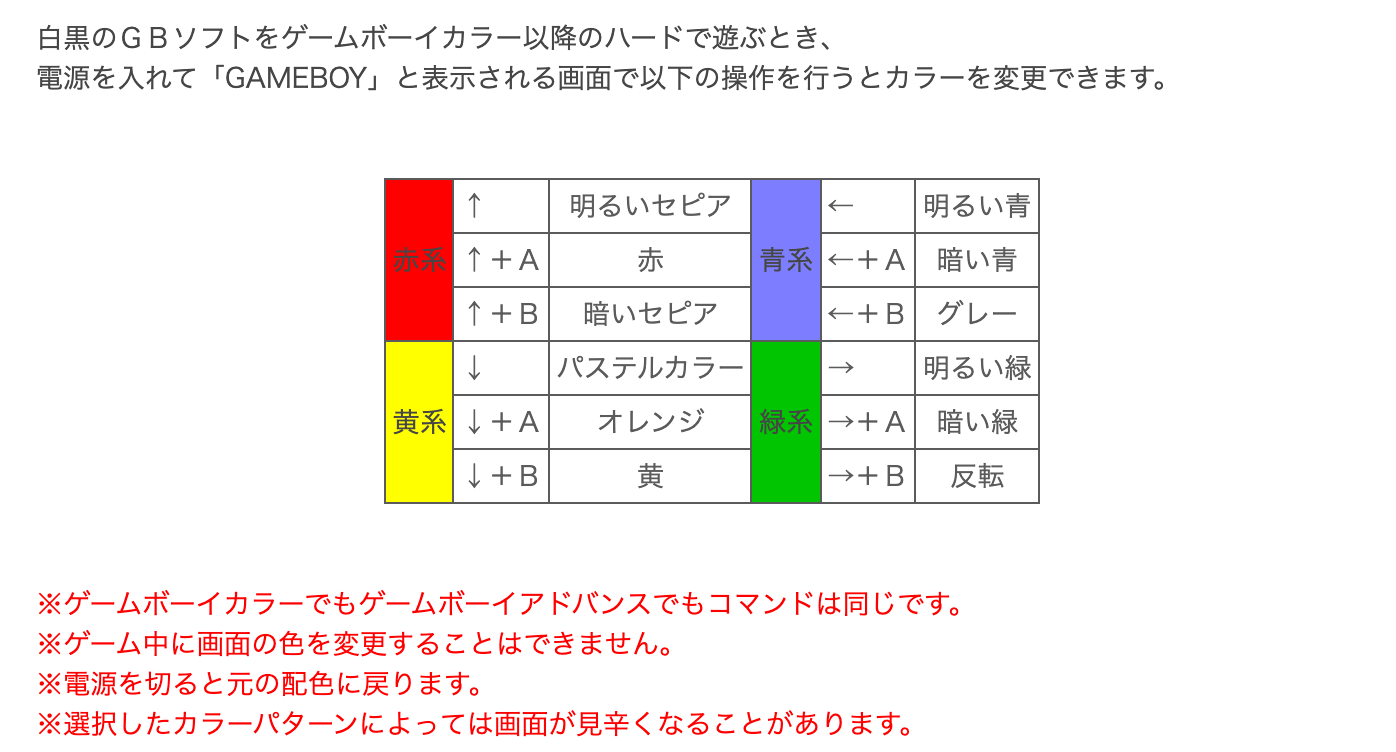 白黒のＧＢソフトをゲームボーイカラー以降のハードで遊ぶとき、
電源を入れて「GAMEBOY」と表示される画面で以下の操作を行うとカラーを変更できます。
赤系 ↑ 明るいセピア 青系 ← 明るい青
↑＋A 赤 ←＋A 暗い青
↑＋B 暗いセピア ←＋B グレー
黄系 ↓ パステルカラー 緑系 → 明るい緑
↓＋A オレンジ →＋A 暗い緑
↓＋B 黄 →＋B 反転
※ゲームボーイカラーでもゲームボーイアドバンスでもコマンドは同じです。
※ゲーム中に画面の色を変更することはできません。
※電源を切ると元の配色に戻ります。
※選択したカラーパターンによっては画面が見辛くなることがあります。